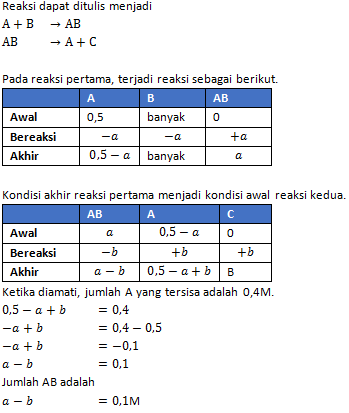 Reaksi dapat ditulis menjadi
A + B → AB
AB → A + C
Pada reaksi pertama, terjadi reaksi sebagai berikut.
A B AB
Awal 0,5 banyak 0
Bereaksi −a −a +a
Akhir 0,5 − a banyak a
Kondisi akhir reaksi pertama menjadi kondisi awal reaksi kedua.
AB A C
Awal a 0,5 − a 0
Bereaksi −b +b +b
Akhir a − b 0,5 − a + b B
Ketika diamati, jumlah A yang tersisa adalah 0,4M.
0,5 − a + b = 0,4
−a + b = 0,4 − 0,5
−a + b = −0,1
a − b = 0,1
Jumlah AB adalah
a − b = 0,1M